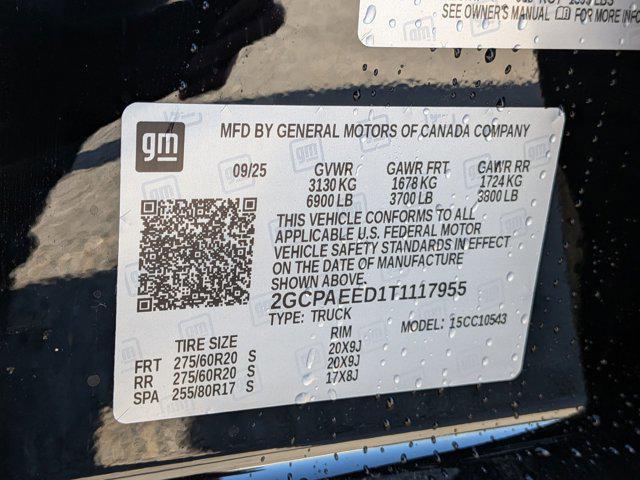 SEE OWNER'S MANUAL FOR MORE INFO
gm
MFD BY GENERAL MOTORS OF CANADA COMPANY
09/25 GVWR GAWR FRT GAWR RR
3130 KG 1678 KG 1724 KG
6900 LB 3700 LB 3800 LB
THIS VEHICLE CONFORMS TO ALL
APPLICABLE U.S. FEDERAL MOTOR
VEHICLE SAFETY STANDARDS IN EFFECT
ON THE DATE OF MANUFACTURE
SHOWN ABOVE.
2GCPAEED1T1117955
TYPE: TRUCK MODEL: 15CC10543
TIRE SIZE RIM
FRT 275/60R20 S 20X9J
RR 275/60R20 S 20X9J
SPA 255/80R17 S 17X8J